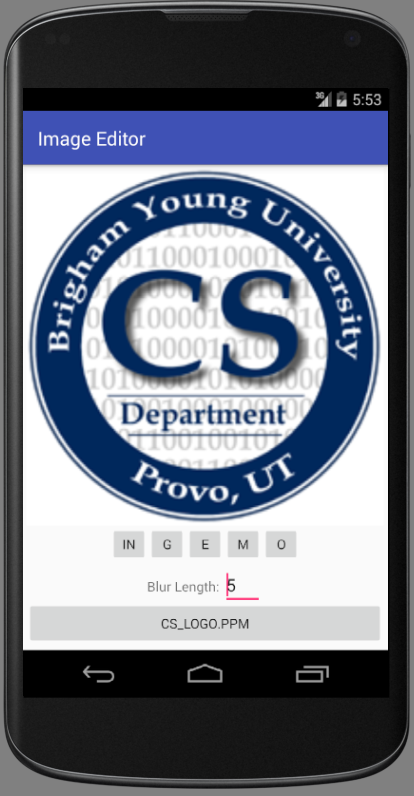 3G 5:53
Image Editor
Brigham Young University
CS
Department
Provo, UT
IN G E M O
Blur Length: 5
CS_LOGO.PPM